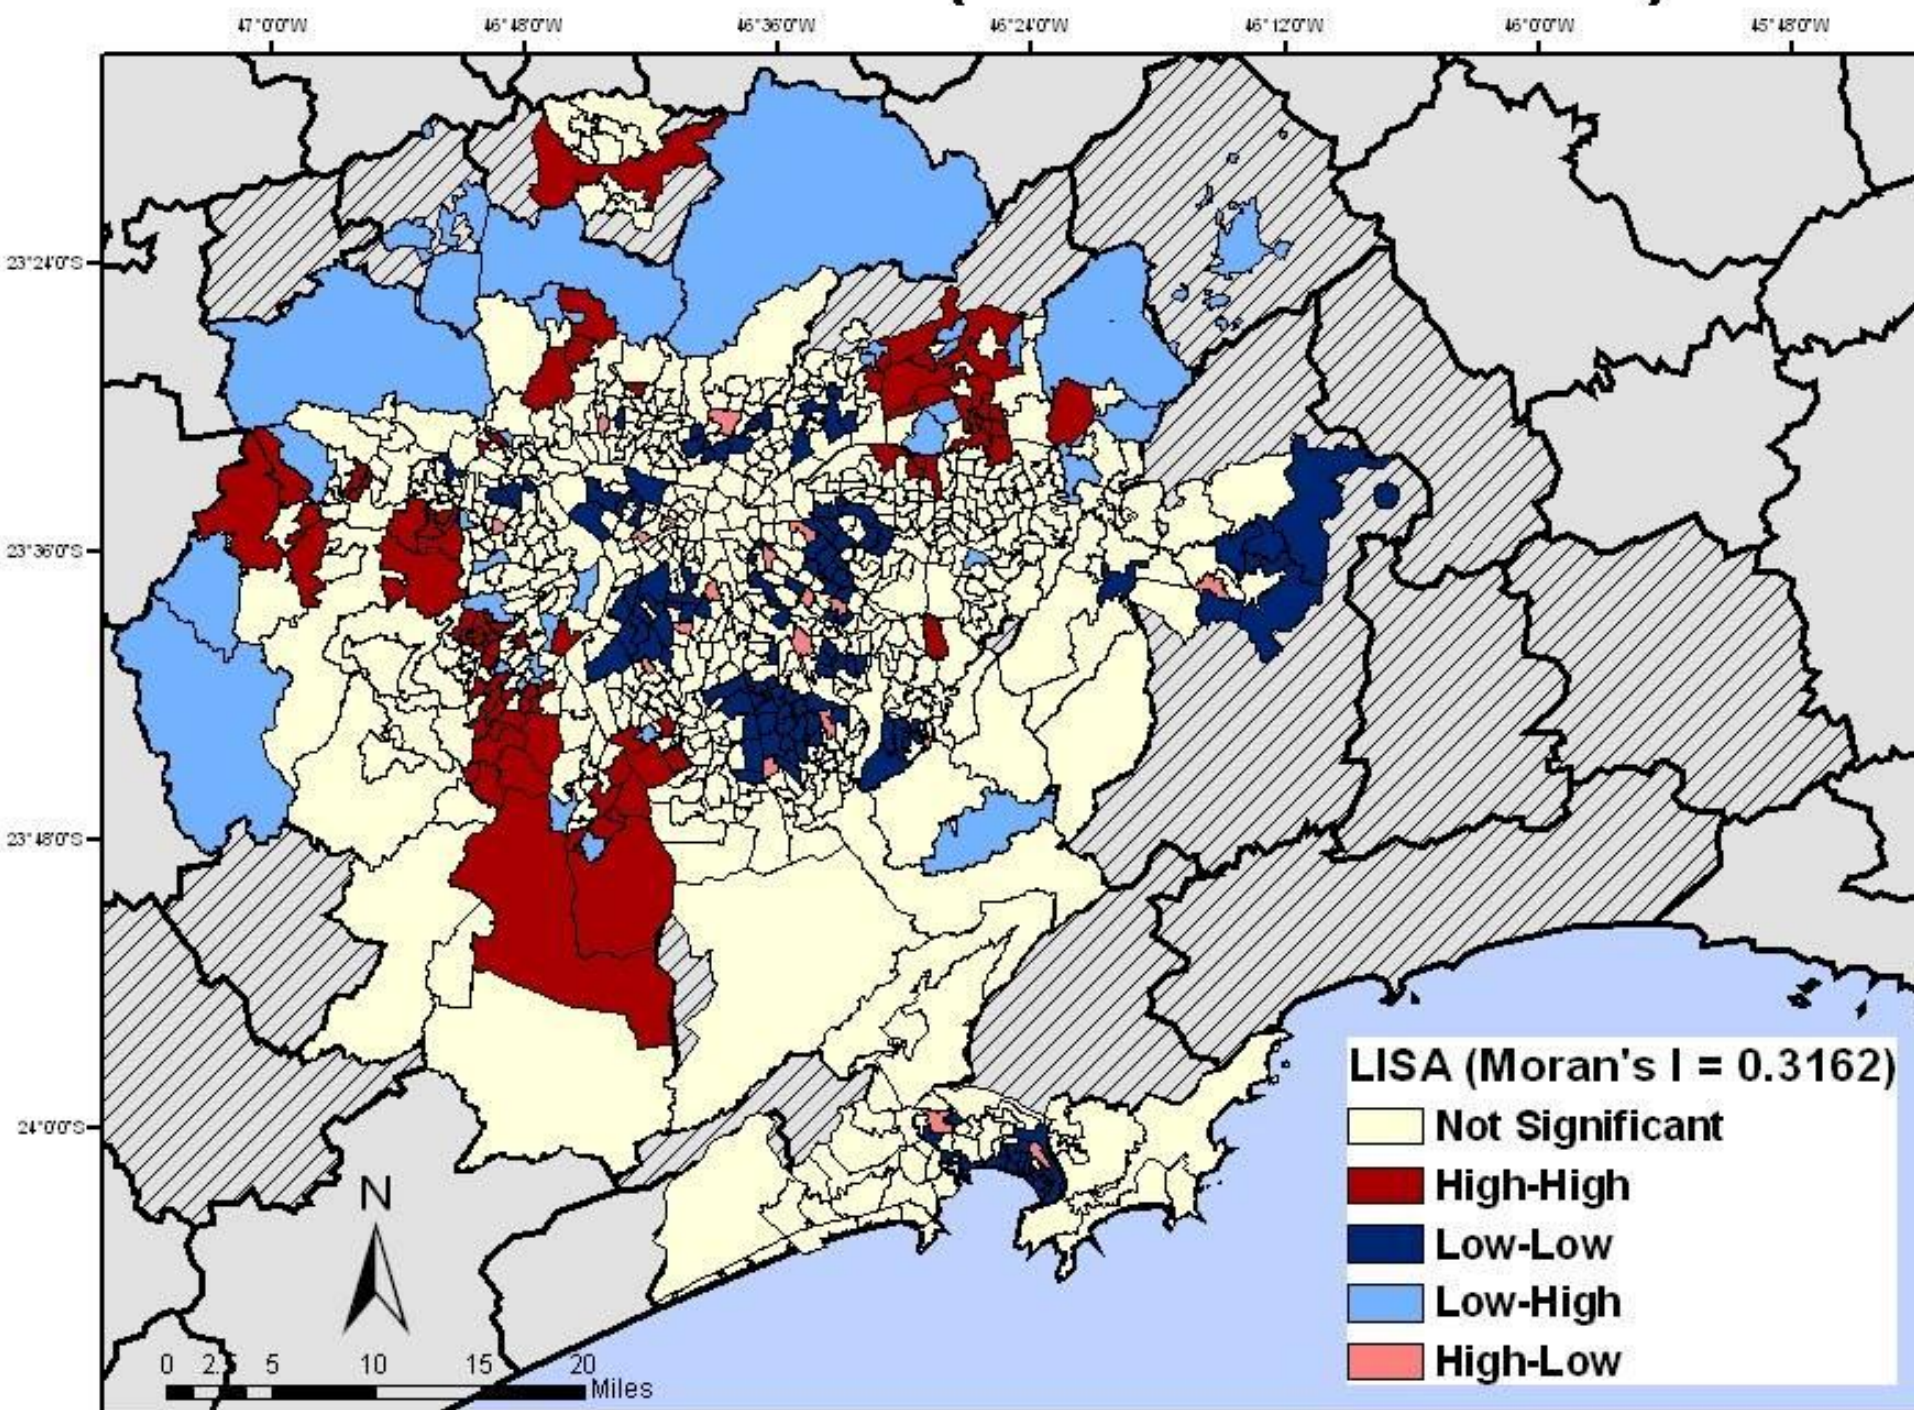 47°0'0"W 46°48'0"W 46°36'0"W 46°24'0"W 46°12'0"W 46°0'0"W 45°48'0"W
23°24'0"S
23°36'0"S
23°48'0"S
24°0'0"S
LISA (Moran's I = 0.3162)
Not Significant
High-High
Low-Low
Low-High
High-Low
N
0 2.5 5 10 15 20
Miles